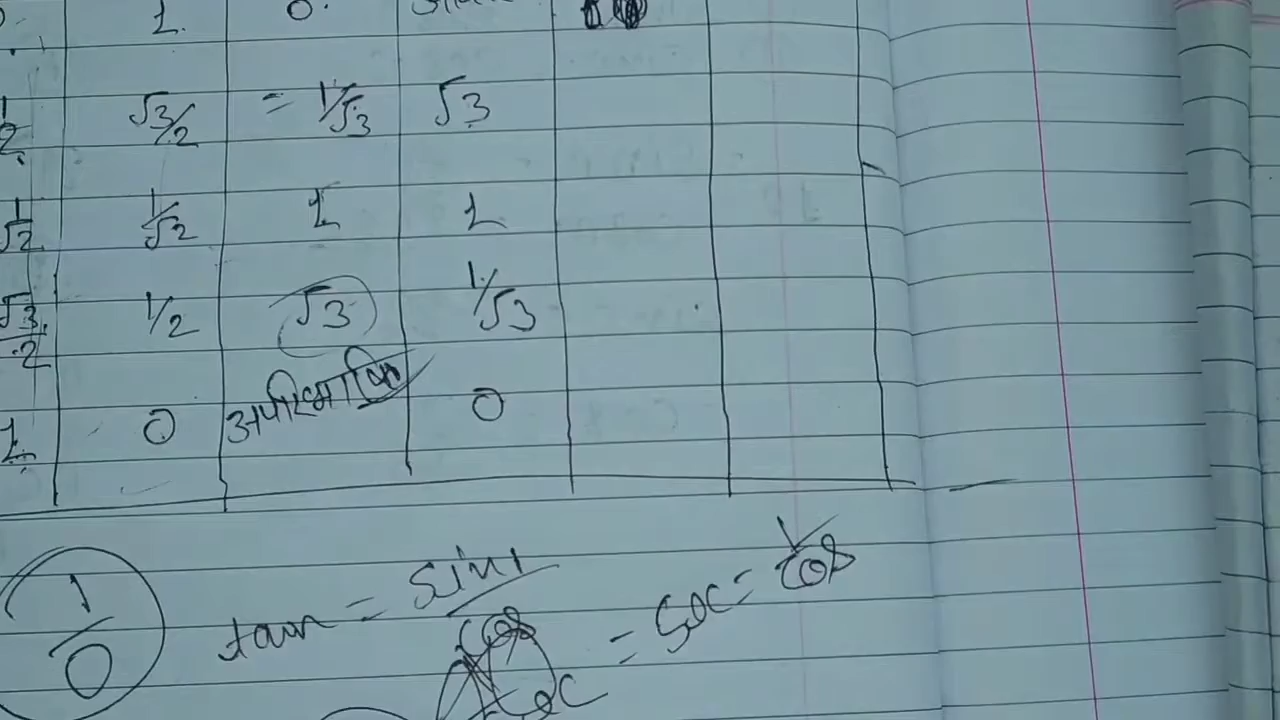 1. 0.
1/2. √3/2 = 1/√3 √3
1/√2 1/√2 1 1
√3/2 1/2 √3 1/√3
1 0 0
1/0
tan = sin/cos = sec = 1/cos